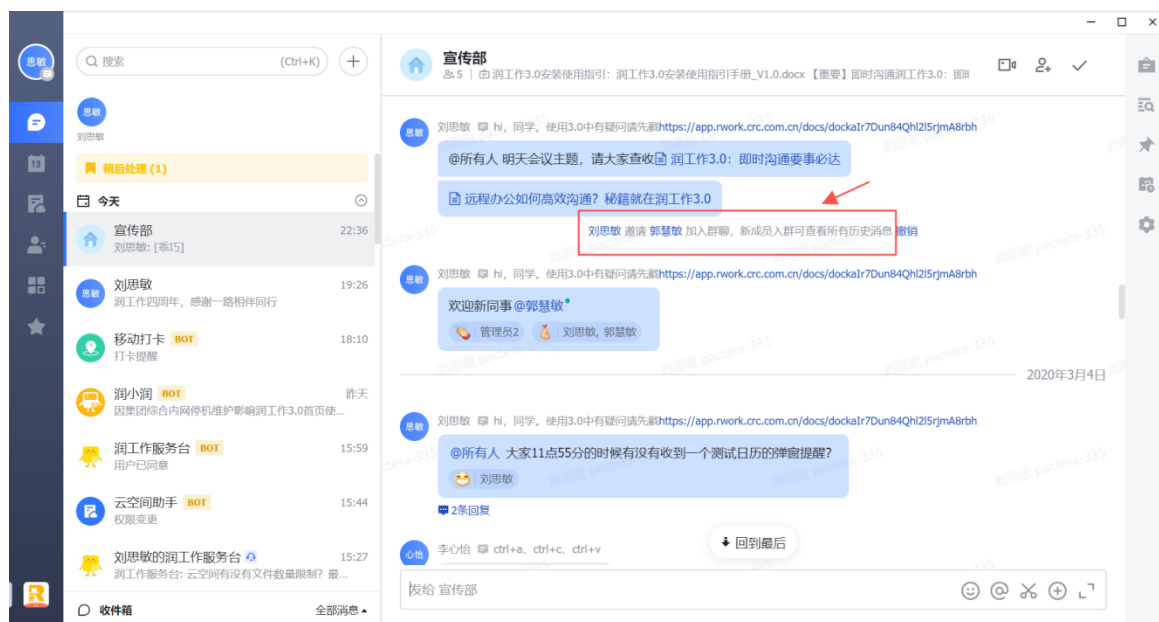 思敏
搜索 (Ctrl+K)
思敏
刘思敏
稍后处理 (1)
今天
宣传部 22:36
刘思敏: [乖巧]
思敏
刘思敏 19:26
润工作四周年，感谢一路相伴同行
移动打卡 BOT 18:10
打卡提醒
润小润 BOT 昨天
因集团综合内网停机维护影响润工作3.0首页使...
润工作服务台 BOT 15:59
用户已同意
云空间助手 BOT 15:44
权限变更
刘思敏的润工作服务台 15:27
润工作服务台: 云空间有没有文件数量限制？最...
收件箱 全部消息
13
宣传部
5 | 润工作3.0安装使用指引：润工作3.0安装使用指引手册_V1.0.docx 【重要】即时沟通润工作3.0：即
思敏
刘思敏 hi，同学。使用3.0中有疑问请先戳https://app.rwork.crc.com.cn/docs/dockaIr7Dun84Qhl2l5rjmA8rbh
@所有人 明天会议主题，请大家查收 润工作3.0：即时沟通要事必达
远程办公如何高效沟通？秘籍就在润工作3.0
刘思敏 邀请 郭慧敏 加入群聊，新成员入群可查看所有历史消息 撤销
思敏
刘思敏 hi，同学。使用3.0中有疑问请先戳https://app.rwork.crc.com.cn/docs/dockaIr7Dun84Qhl2l5rjmA8rbh
欢迎新同事 @郭慧敏
管理员2 刘思敏, 郭慧敏
2020年3月4日
思敏
刘思敏 hi，同学。使用3.0中有疑问请先戳https://app.rwork.crc.com.cn/docs/dockaIr7Dun84Qhl2l5rjmA8rbh
@所有人 大家11点55分的时候有没有收到一个测试日历的弹窗提醒?
刘思敏
2条回复
心怡
李心怡 ctrl+a、ctrl+c、ctrl+v
回到最后
发给 宣传部
刘思敏 pactera-335